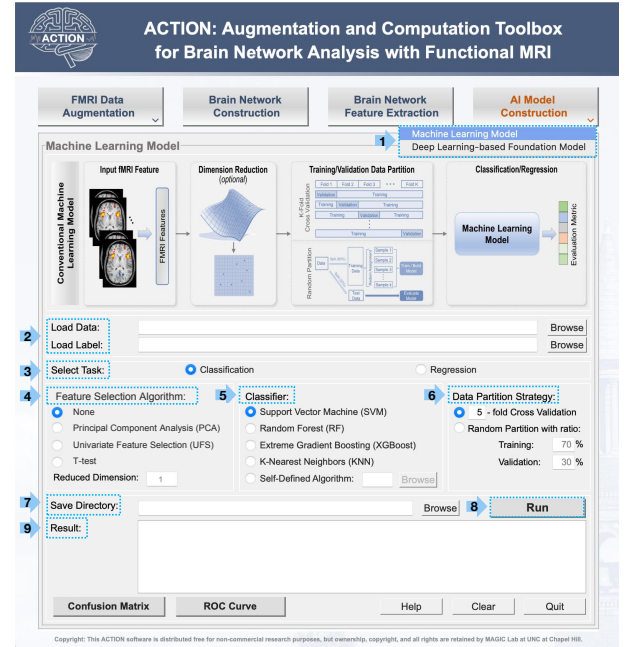 ACTION
ACTION: Augmentation and Computation Toolbox
for Brain Network Analysis with Functional MRI
FMRI Data
Augmentation
Brain Network
Construction
Brain Network
Feature Extraction
AI Model
Construction
1
Machine Learning Model
Deep Learning-based Foundation Model
Machine Learning Model
Conventional Machine
Learning Model
Input fMRI Feature
FMRI Features
Dimension Reduction
(optional)
Training/Validation Data Partition
K-Fold
Cross Validation
Fold 1 Fold 2 Fold 3 Fold K
Validation Training
Training Validation Training
Training Validation Training
Training Validation
Random Partition
Data
Training
Data
Sample 1
Sample 2
Sample 3
Sample 4
Test
Data
Evaluate
Model
Classification/Regression
Machine Learning
Model
Evaluation Metric
2
Load Data: Browse
Load Label: Browse
3
Select Task: Classification Regression
4
Feature Selection Algorithm:
None
Principal Component Analysis (PCA)
Univariate Feature Selection (UFS)
T-test
Reduced Dimension: 1
5
Classifier:
Support Vector Machine (SVM)
Random Forest (RF)
Extreme Gradient Boosting (XGBoost)
K-Nearest Neighbors (KNN)
Self-Defined Algorithm: Browse
6
Data Partition Strategy:
5 - fold Cross Validation
Random Partition with ratio:
Training: 70 %
Validation: 30 %
7
Save Directory: Browse
8
Run
9
Result:
Confusion Matrix ROC Curve Help Clear Quit
Copyright: This ACTION software is distributed free for non-commercial research purposes, but ownership, copyright, and all rights are retained by MAGIC Lab at UNC at Chapel Hill.